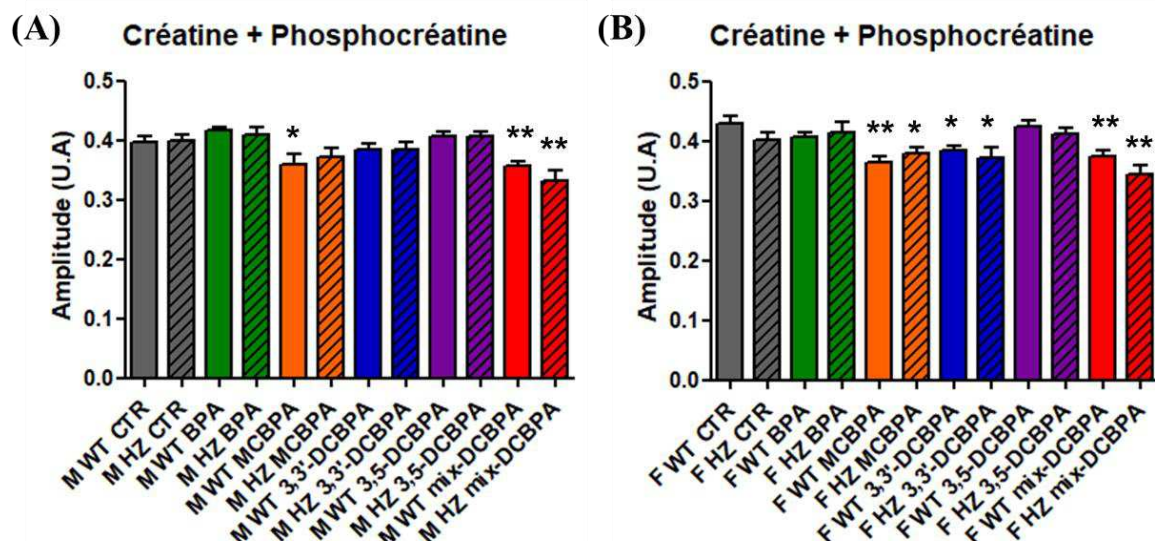 (A)
Créatine + Phosphocréatine
Amplitude (U.A)
0.5
0.4
0.3
0.2
0.1
0.0
*
**
**
M WT CTR
M HZ CTR
M WT BPA
M HZ BPA
M WT MCBPA
M HZ MCBPA
M WT 3,3'-DCBPA
M HZ 3,3'-DCBPA
M WT 3,5-DCBPA
M HZ 3,5-DCBPA
M WT mix-DCBPA
M HZ mix-DCBPA
(B)
Créatine + Phosphocréatine
Amplitude (U.A)
0.5
0.4
0.3
0.2
0.1
0.0
**
*
*
*
**
**
F WT CTR
F HZ CTR
F WT BPA
F HZ BPA
F WT MCBPA
F HZ MCBPA
F WT 3,3'-DCBPA
F HZ 3,3'-DCBPA
F WT 3,5-DCBPA
F HZ 3,5-DCBPA
F WT mix-DCBPA
F HZ mix-DCBPA